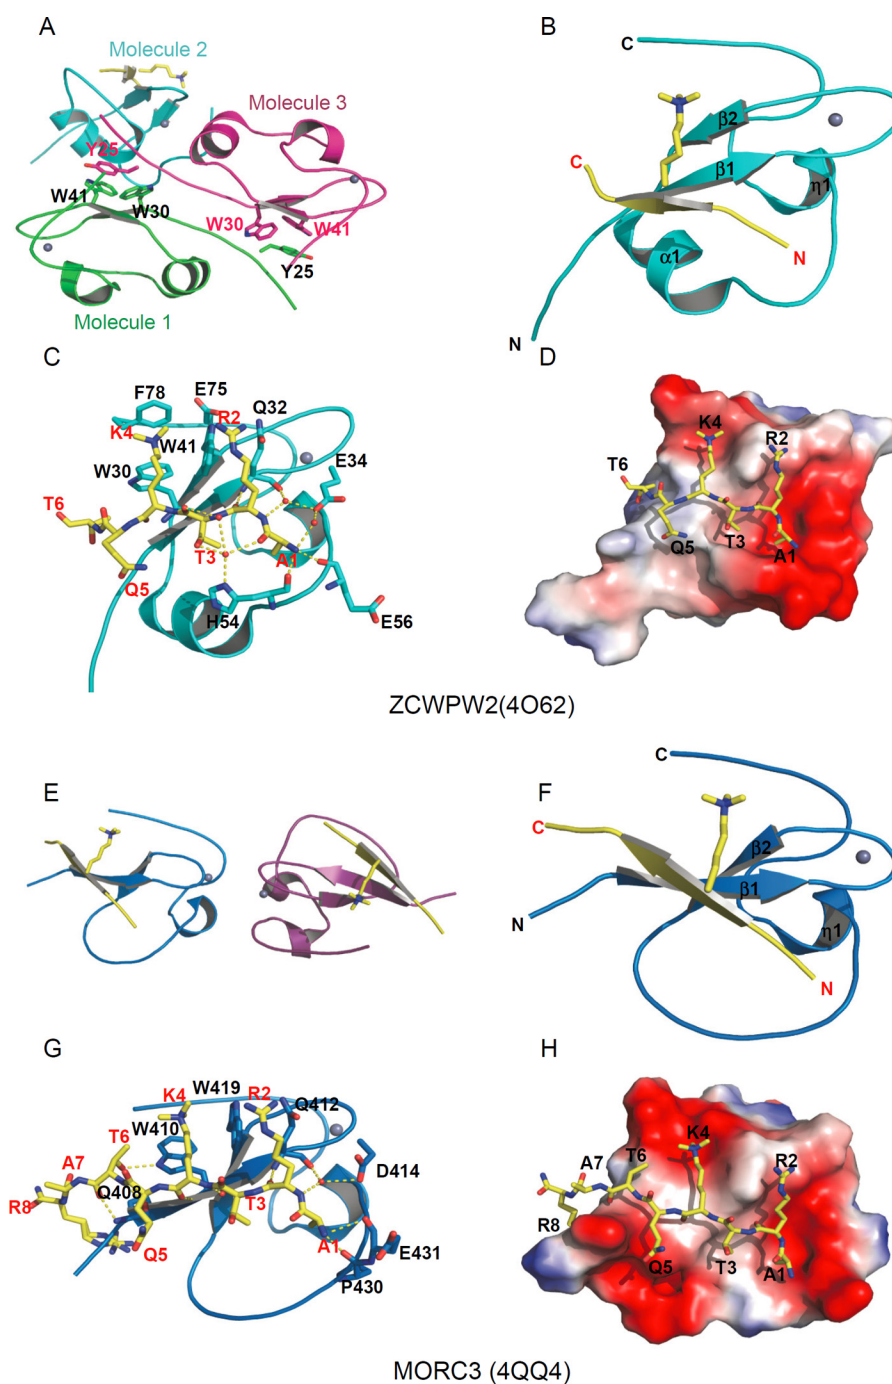 A
Molecule 2
Molecule 3
Y25
W41
W30
W30
W41
Y25
Molecule 1
B
C
β2
β1
C
η1
N
α1
N
C
F78
E75
R2
Q32
K4
W41
W30
E34
T6
T3
A1
Q5
H54
E56
D
K4
R2
T6
Q5
T3
A1
ZCWPW2(4O62)
E
F
C
C
β2
β1
N
η1
N
G
K4
W419
R2
Q412
T6
W410
A7
D414
R8
Q408
T3
Q5
A1
E431
P430
H
K4
A7
T6
R2
R8
Q5
T3
A1
MORC3 (4QQ4)